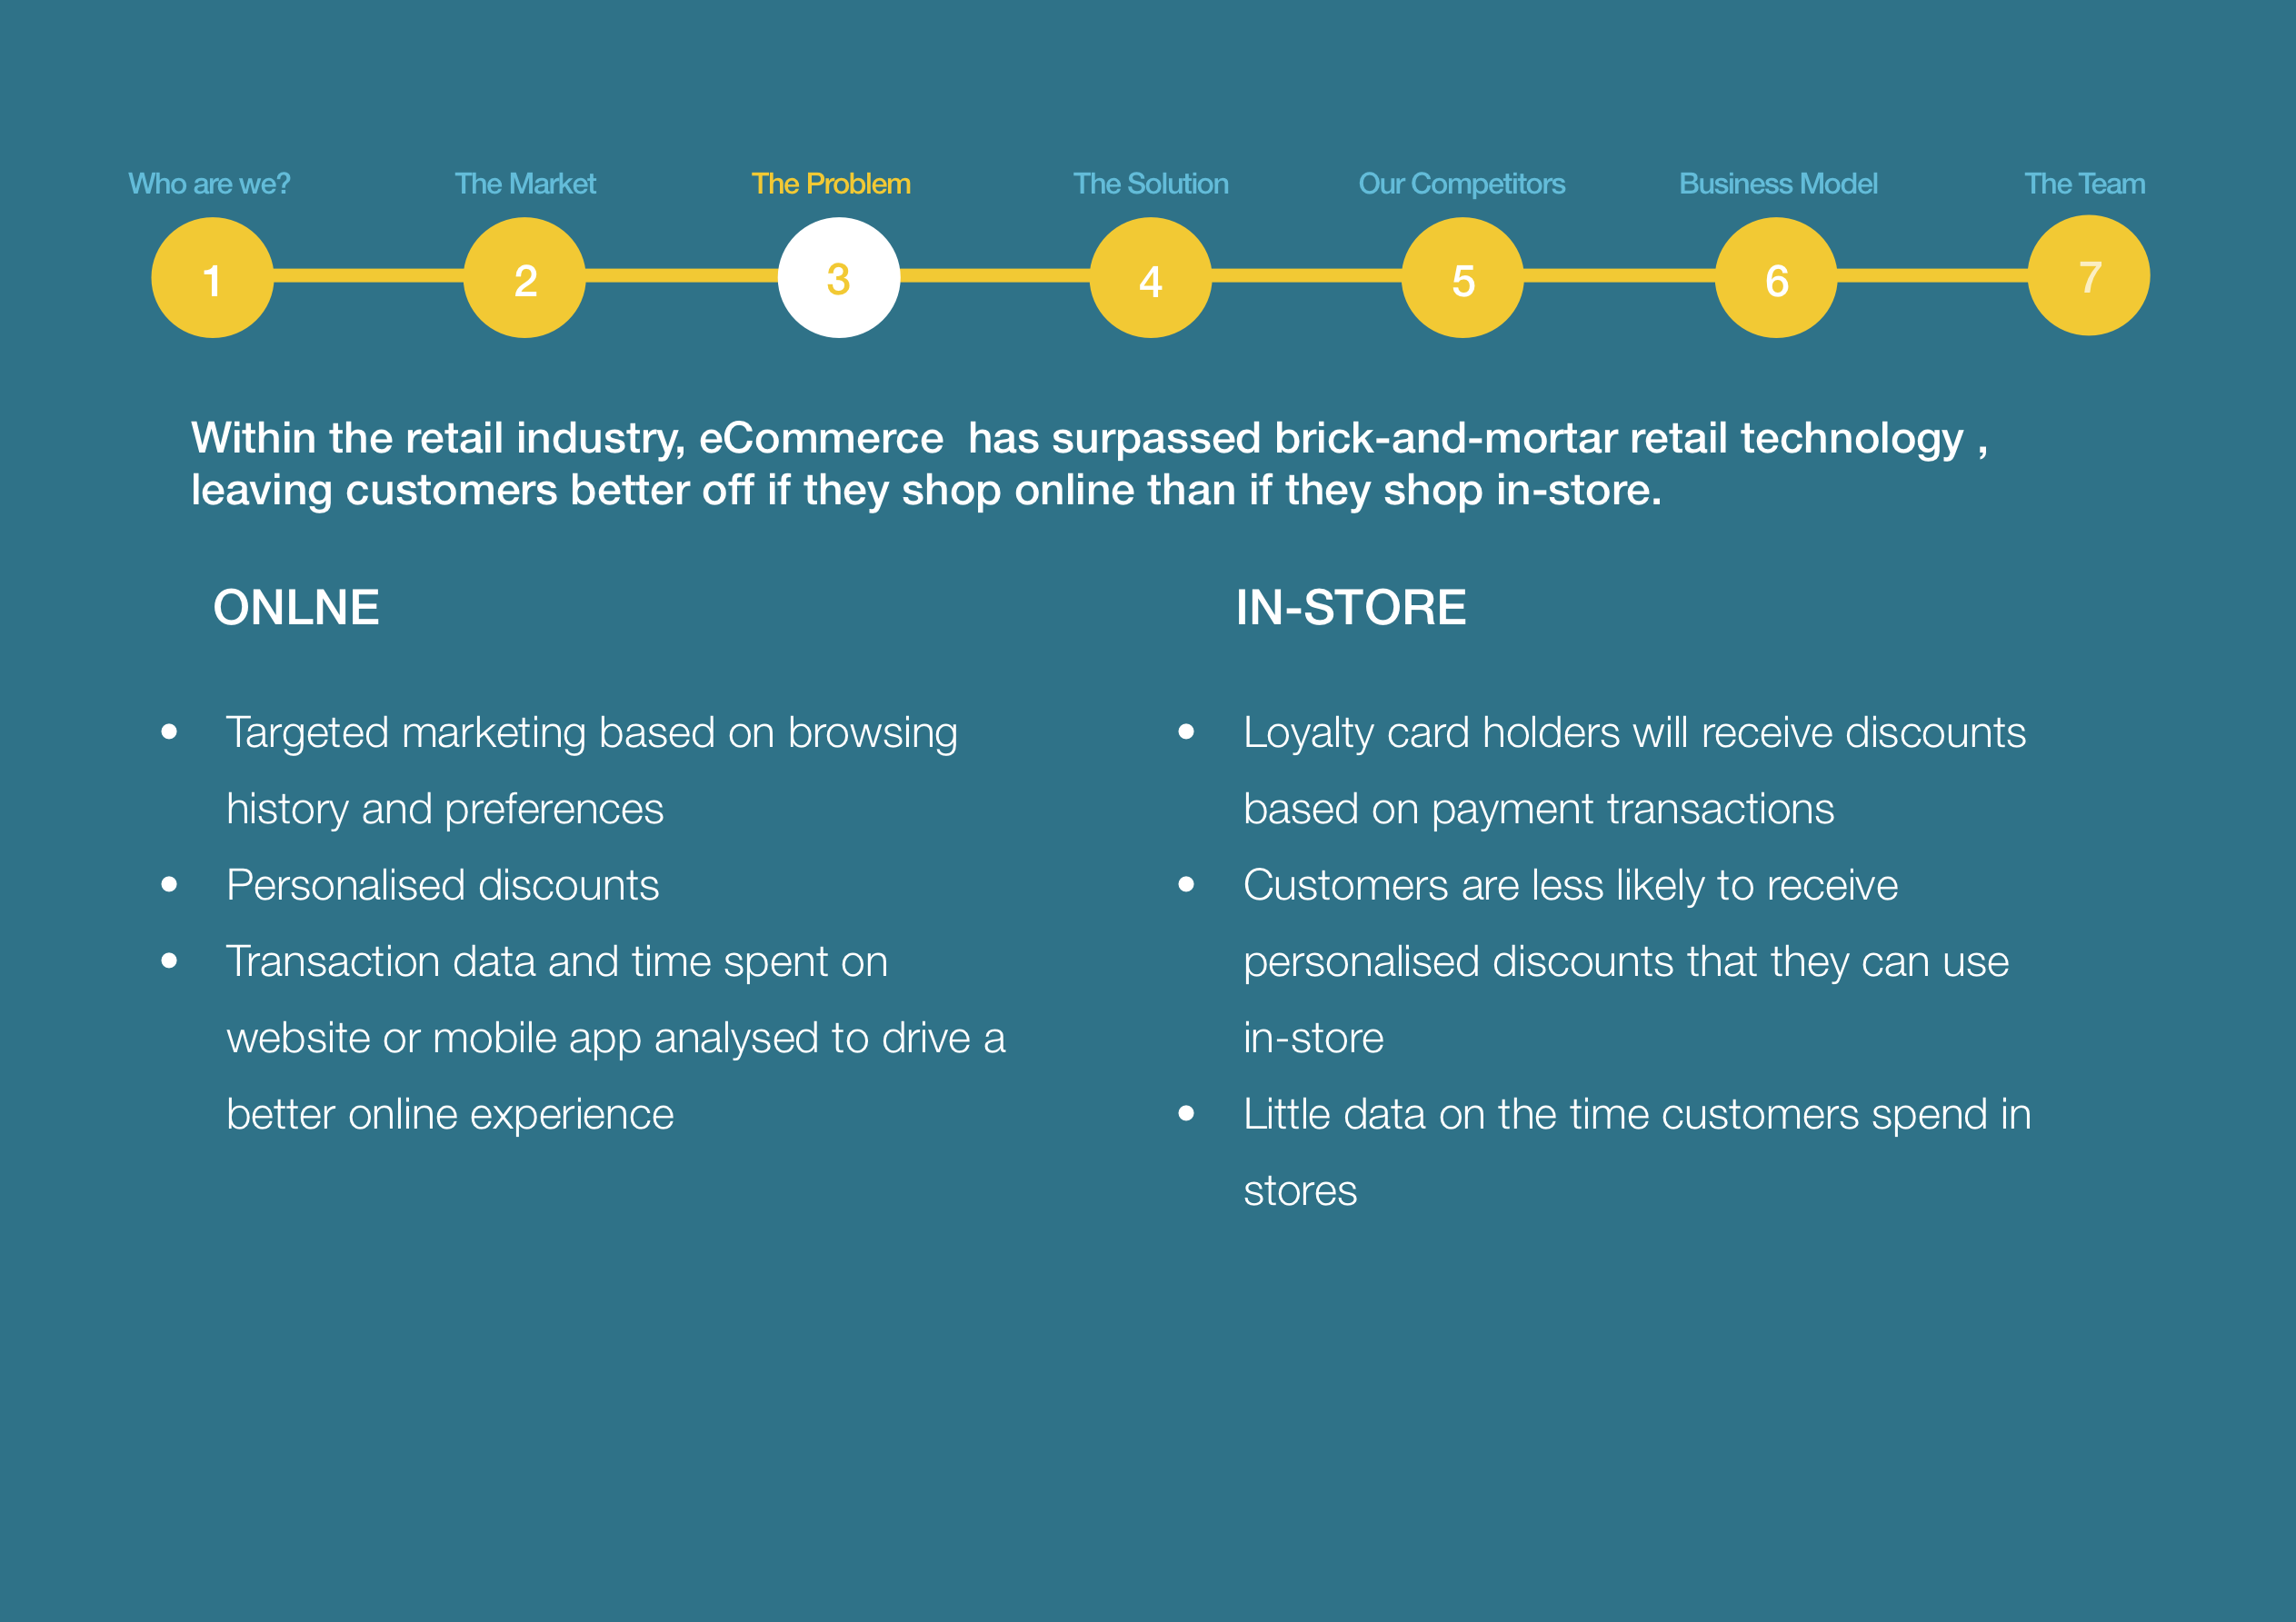 Who are we? The Market The Problem The Solution Our Competitors Business Model The Team
1 2 3 4 5 6 7
Within the retail industry, eCommerce  has surpassed brick-and-mortar retail technology ,
leaving customers better off if they shop online than if they shop in-store.
ONLNE
• Targeted marketing based on browsing
history and preferences
• Personalised discounts
• Transaction data and time spent on
website or mobile app analysed to drive a
better online experience
IN-STORE
• Loyalty card holders will receive discounts
based on payment transactions
• Customers are less likely to receive
personalised discounts that they can use
in-store
• Little data on the time customers spend in
stores